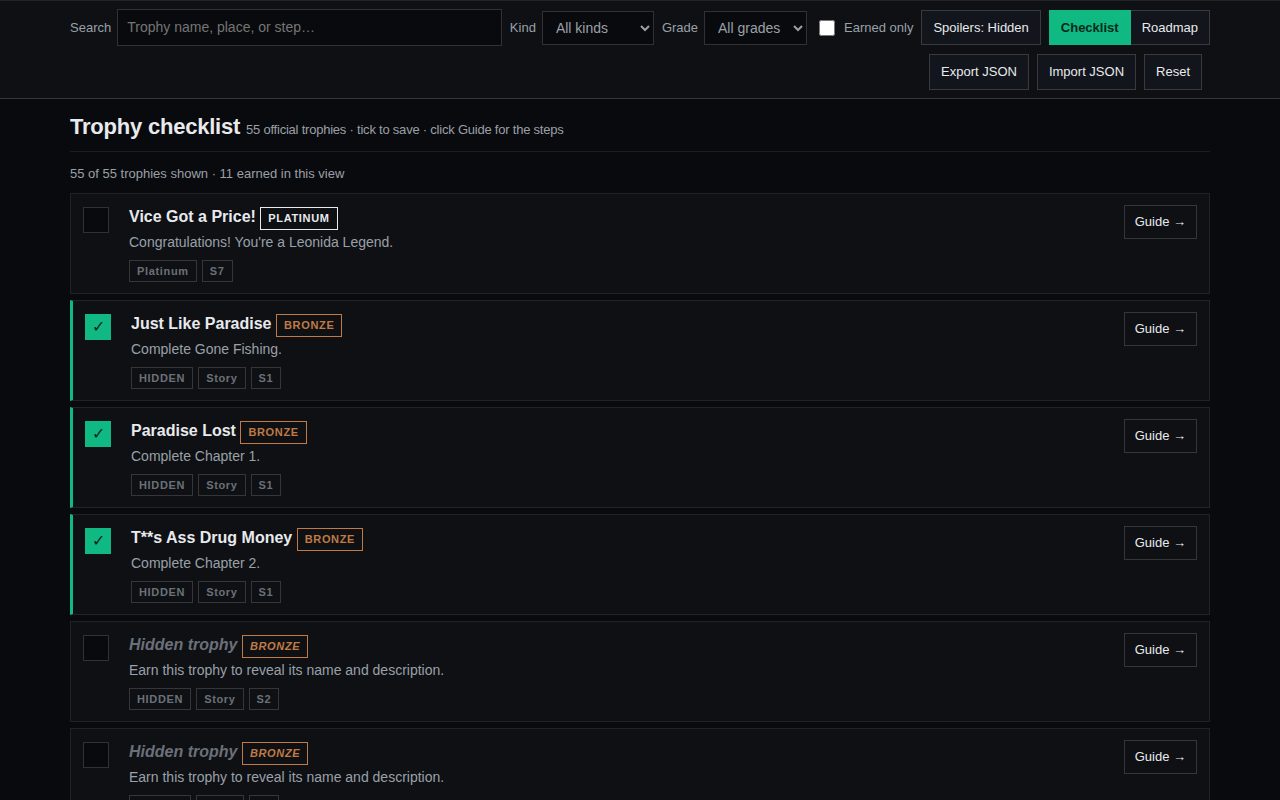 Search Trophy name, place, or step… Kind All kinds Grade All grades Earned only Spoilers: Hidden Checklist Roadmap
Export JSON Import JSON Reset
Trophy checklist 55 official trophies · tick to save · click Guide for the steps
55 of 55 trophies shown · 11 earned in this view
Vice Got a Price! PLATINUM Guide →
Congratulations! You're a Leonida Legend.
Platinum S7
✓ Just Like Paradise BRONZE Guide →
Complete Gone Fishing.
HIDDEN Story S1
✓ Paradise Lost BRONZE Guide →
Complete Chapter 1.
HIDDEN Story S1
✓ T**s Ass Drug Money BRONZE Guide →
Complete Chapter 2.
HIDDEN Story S1
Hidden trophy BRONZE Guide →
Earn this trophy to reveal its name and description.
HIDDEN Story S2
Hidden trophy BRONZE Guide →
Earn this trophy to reveal its name and description.